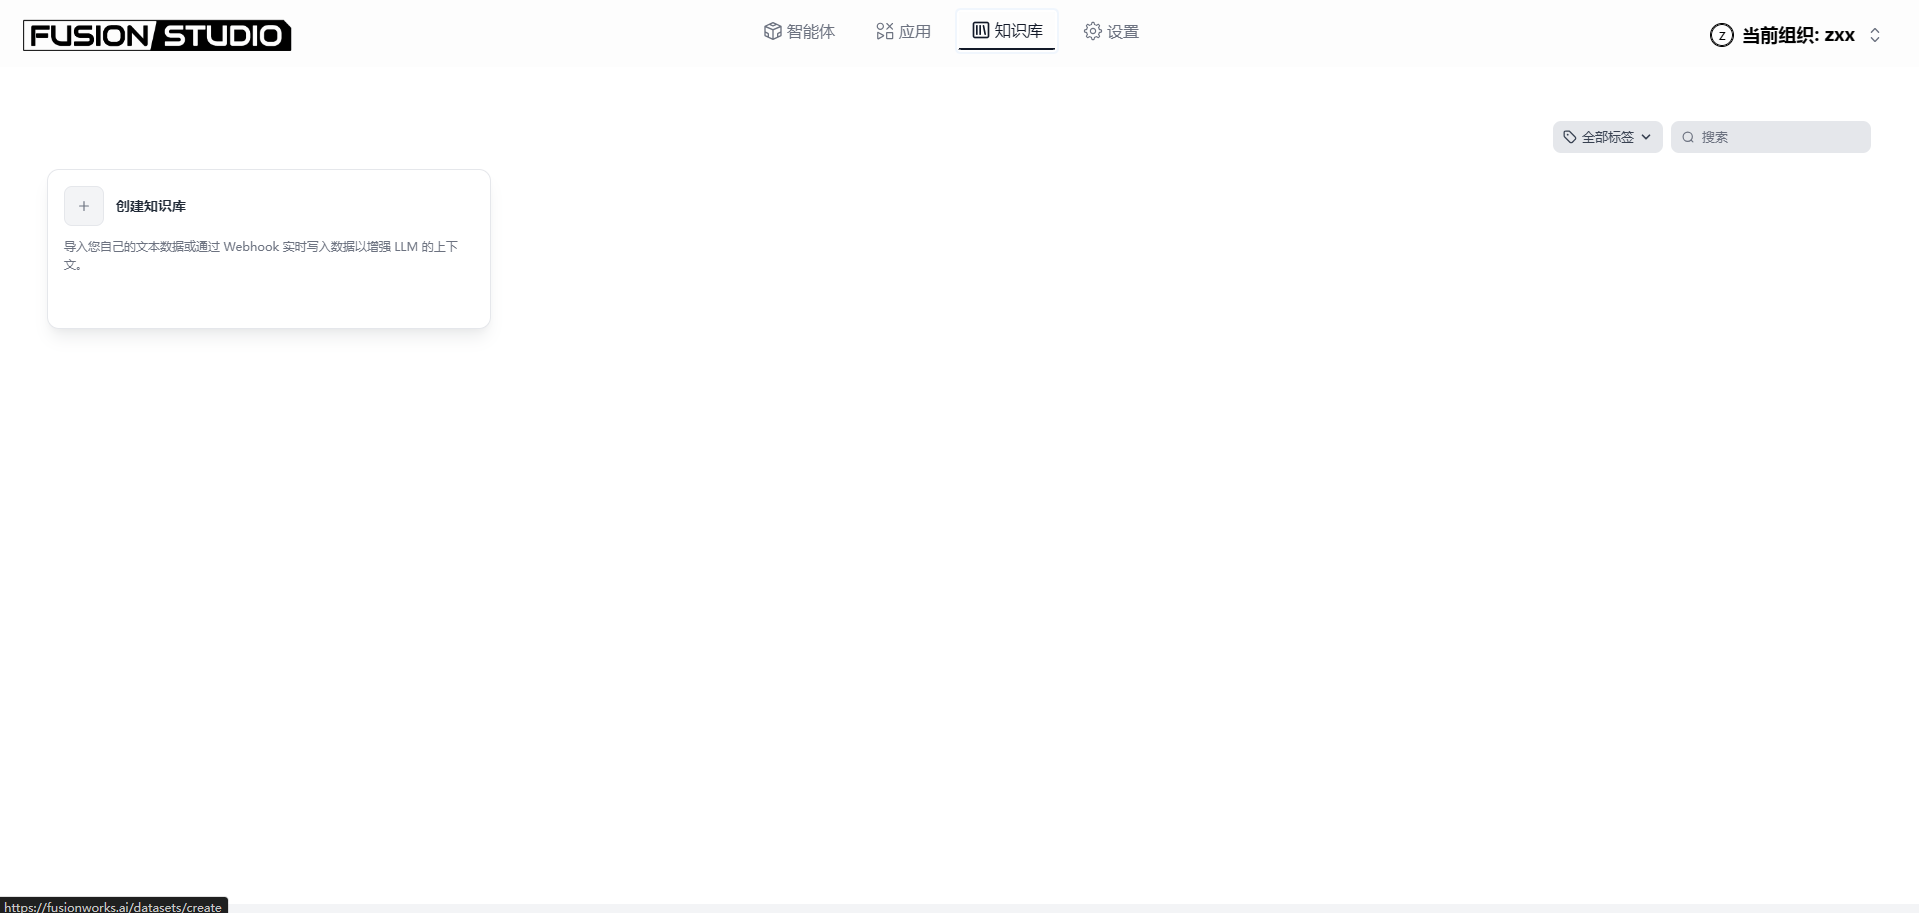 FUSION STUDIO
智能体
应用
知识库
设置
Z
当前组织: zxx
全部标签
搜索
创建知识库
导入您自己的文本数据或通过 Webhook 实时写入数据以增强 LLM 的上下
文。
https://fusionworks.ai/datasets/create